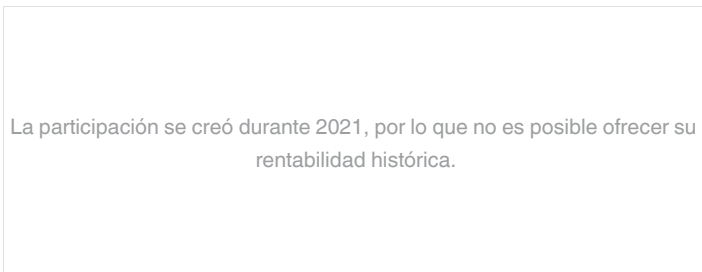 La participación se creó durante 2021, por lo que no es posible ofrecer su
rentabilidad histórica.